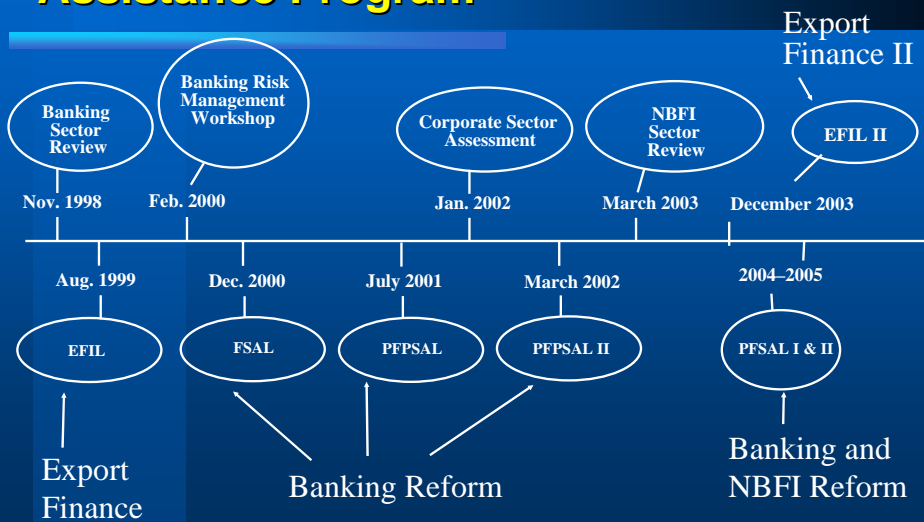 Assistance Program
Export
Finance II
Banking
Sector
Review
Banking Risk
Management
Workshop
Corporate Sector
Assessment
NBFI
Sector
Review
EFIL II
Nov. 1998
Feb. 2000
Jan. 2002
March 2003
December 2003
Aug. 1999
Dec. 2000
July 2001
March 2002
2004–2005
EFIL
FSAL
PFPSAL
PFPSAL II
PFSAL I & II
Export
Finance
Banking Reform
Banking and
NBFI Reform